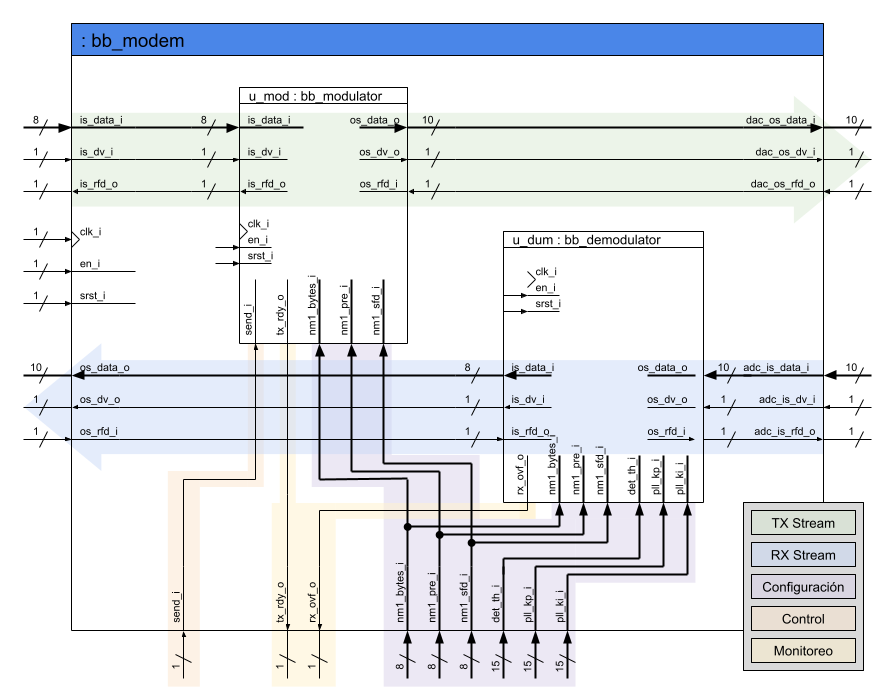 : bb_modem
u_mod : bb_modulator
8 is_data_i 8 is_data_i os_data_o 10 dac_os_data_i 10
1 is_dv_i 1 is_dv_i os_dv_o 1 dac_os_dv_i 1
1 is_rfd_o 1 is_rfd_o os_rfd_i 1 dac_os_rfd_o 1
1 clk_i clk_i
en_i
1 en_i srst_i
1 srst_i
send_i tx_rdy_o nm1_bytes_i nm1_pre_i nm1_sfd_i
u_dum : bb_demodulator
clk_i
en_i
srst_i
10 os_data_o 8 is_data_i os_data_o 10 adc_is_data_i 10
1 os_dv_o 1 is_dv_i os_dv_o 1 adc_is_dv_i 1
1 os_rfd_i 1 is_rfd_o os_rfd_i 1 adc_is_rfd_o 1
rx_ovf_o nm1_bytes_i nm1_pre_i nm1_sfd_i det_th_i pll_kp_i pll_ki_i
send_i tx_rdy_o rx_ovf_o nm1_bytes_i nm1_pre_i nm1_sfd_i det_th_i pll_kp_i pll_ki_i
1 1 1 8 8 8 15 15 15
TX Stream
RX Stream
Configuración
Control
Monitoreo